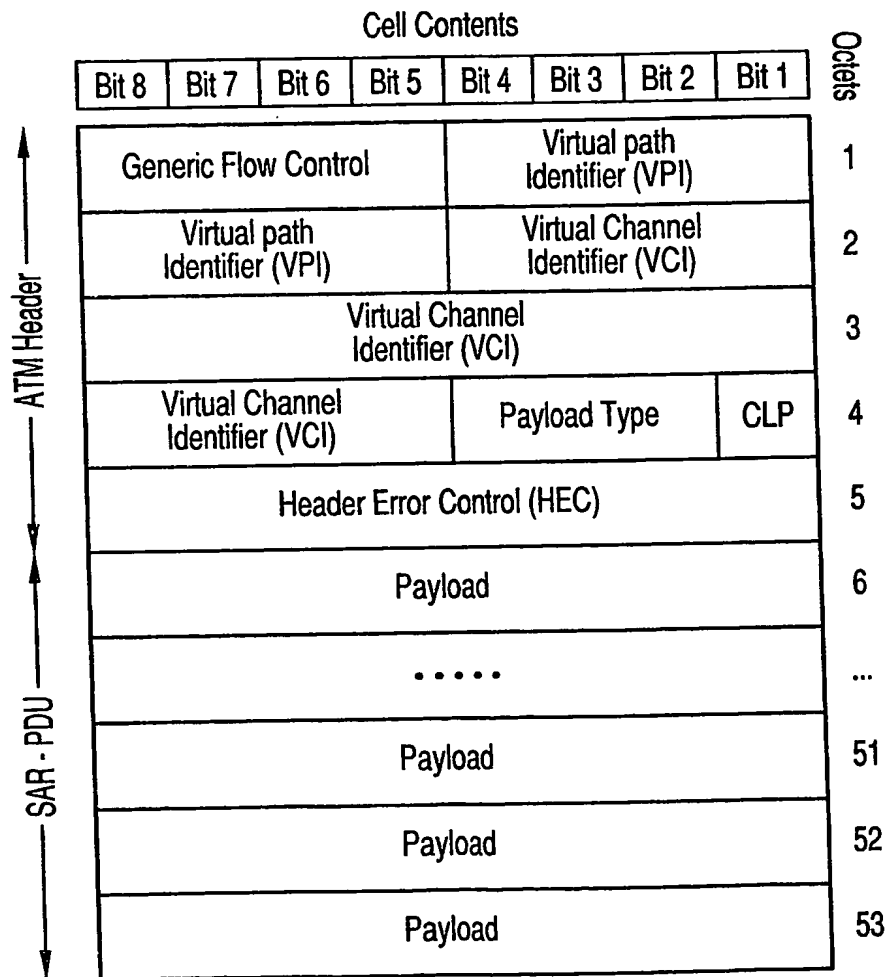 Cell Contents
Octets
Bit 8 Bit 7 Bit 6 Bit 5 Bit 4 Bit 3 Bit 2 Bit 1
ATM Header
Generic Flow Control
Virtual path
Identifier (VPI)
1
Virtual path
Identifier (VPI)
Virtual Channel
Identifier (VCI)
2
Virtual Channel
Identifier (VCI)
3
Virtual Channel
Identifier (VCI)
Payload Type
CLP
4
Header Error Control (HEC)
5
SAR - PDU
Payload
6
.....
...
Payload
51
Payload
52
Payload
53